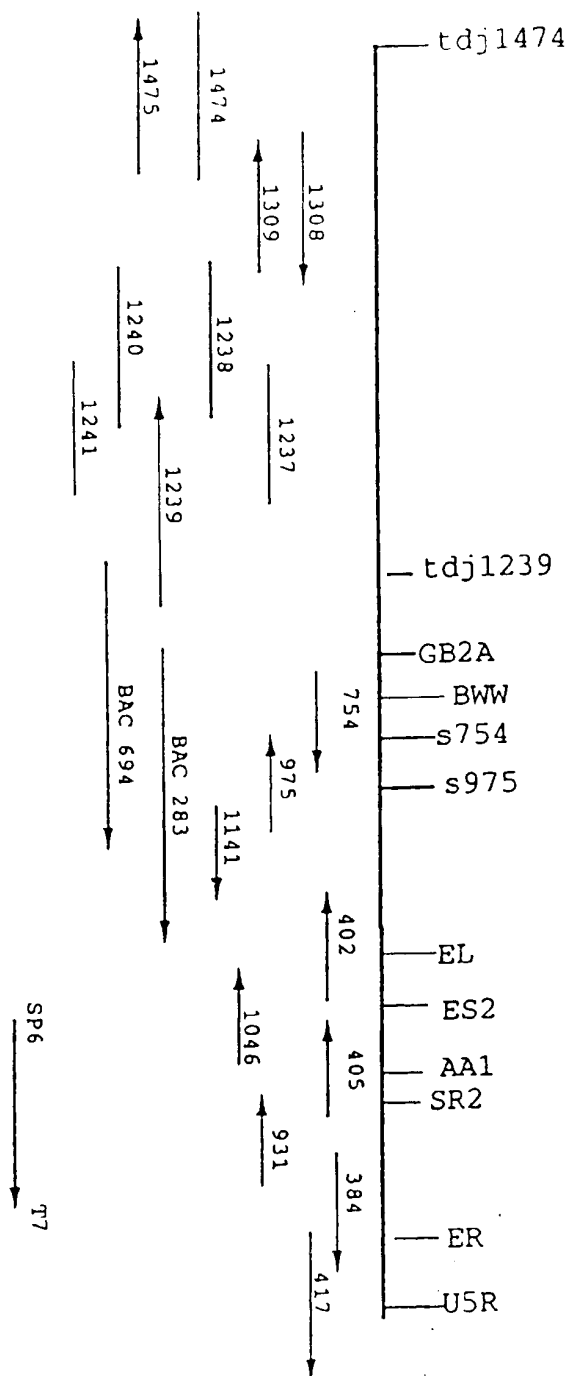 tdj1474
tdj1239
GB2A
BWW
s754
s975
EL
ES2
AA1
SR2
ER
U5R
1308
754
402
405
384
417
1309
1237
975
931
1474
1238
1141
1046
1475
1239
BAC 283
1240
BAC 694
1241
SP6
T7